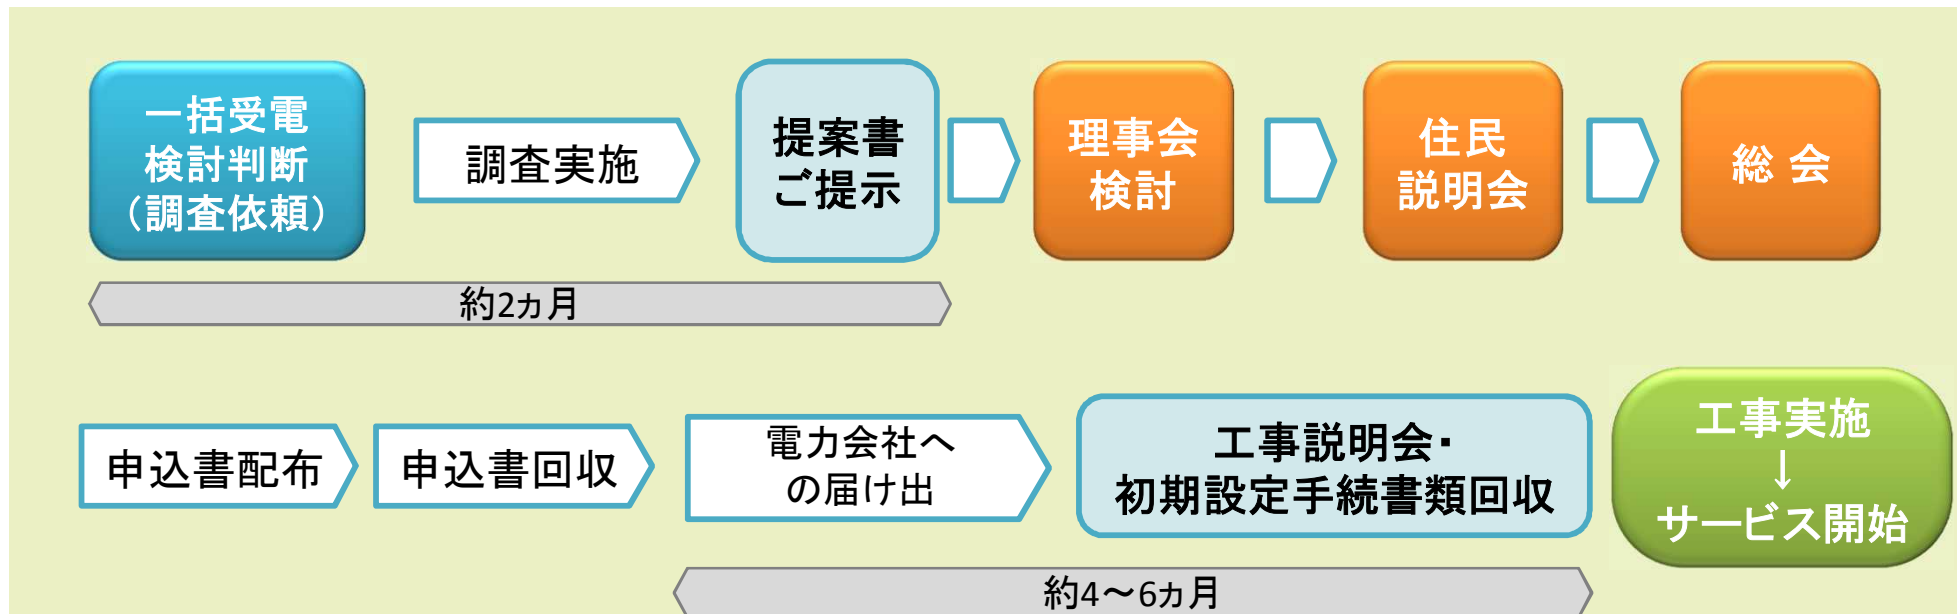 一括受電
検討判断
（調査依頼）
調査実施
提案書
ご提示
理事会
検討
住民
説明会
総 会
約2ヵ月
申込書配布
申込書回収
電力会社へ
の届け出
工事説明会・
初期設定手続書類回収
工事実施
↓
サービス開始
約4～6ヵ月